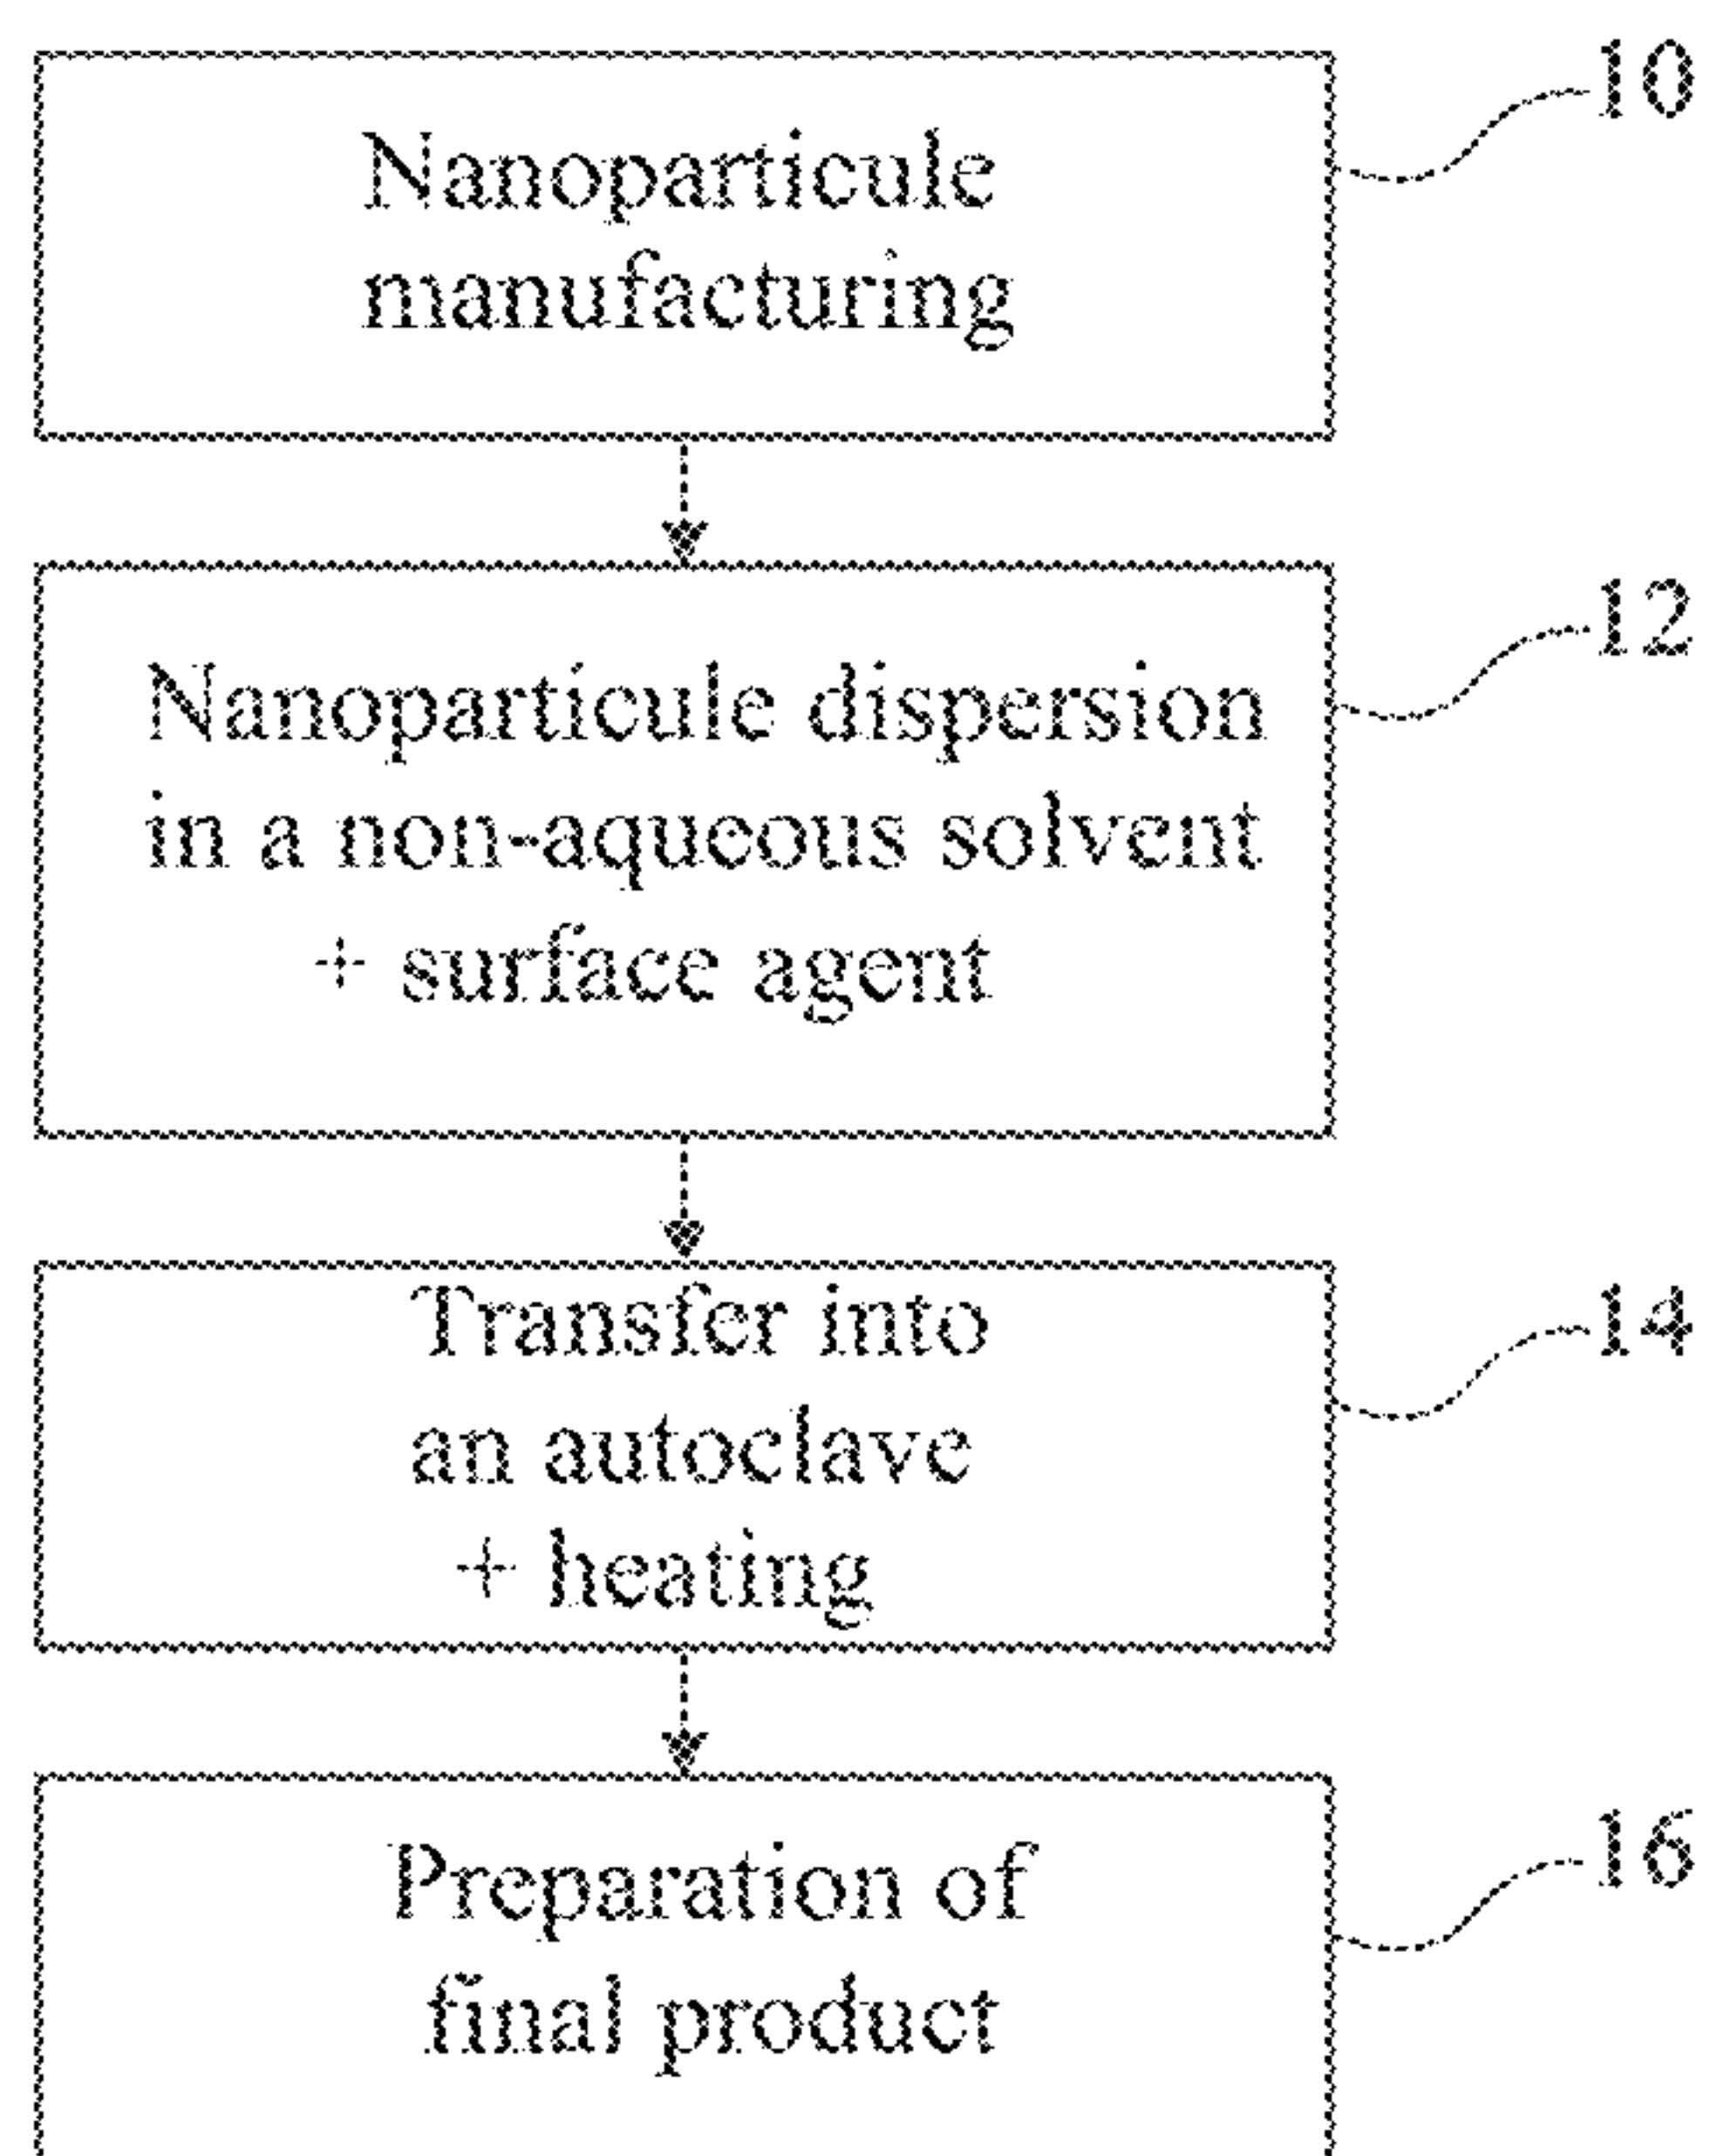 Nanoparticule
manufacturing
10
Nanoparticule dispersion
in a non-aqueous solvent
+ surface agent
12
Transfer into
an autoclave
+ heating
14
Preparation of
final product
16